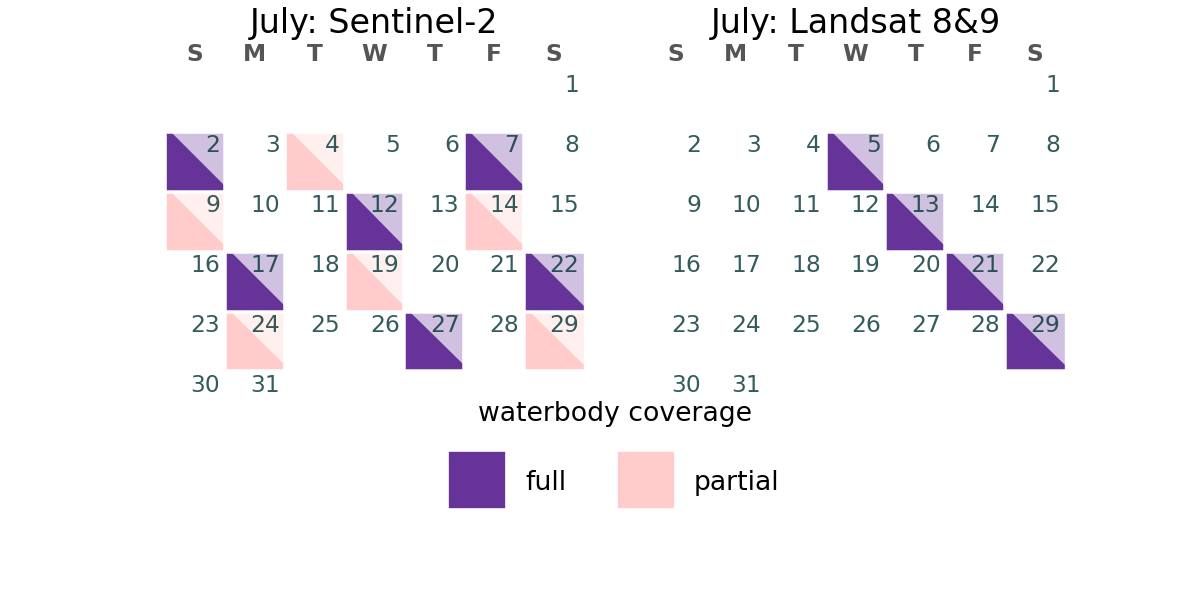 July: Sentinel-2
S M T W T F S
1
2 3 4 5 6 7 8
9 10 11 12 13 14 15
16 17 18 19 20 21 22
23 24 25 26 27 28 29
30 31
July: Landsat 8&9
S M T W T F S
1
2 3 4 5 6 7 8
9 10 11 12 13 14 15
16 17 18 19 20 21 22
23 24 25 26 27 28 29
30 31
waterbody coverage
full
partial